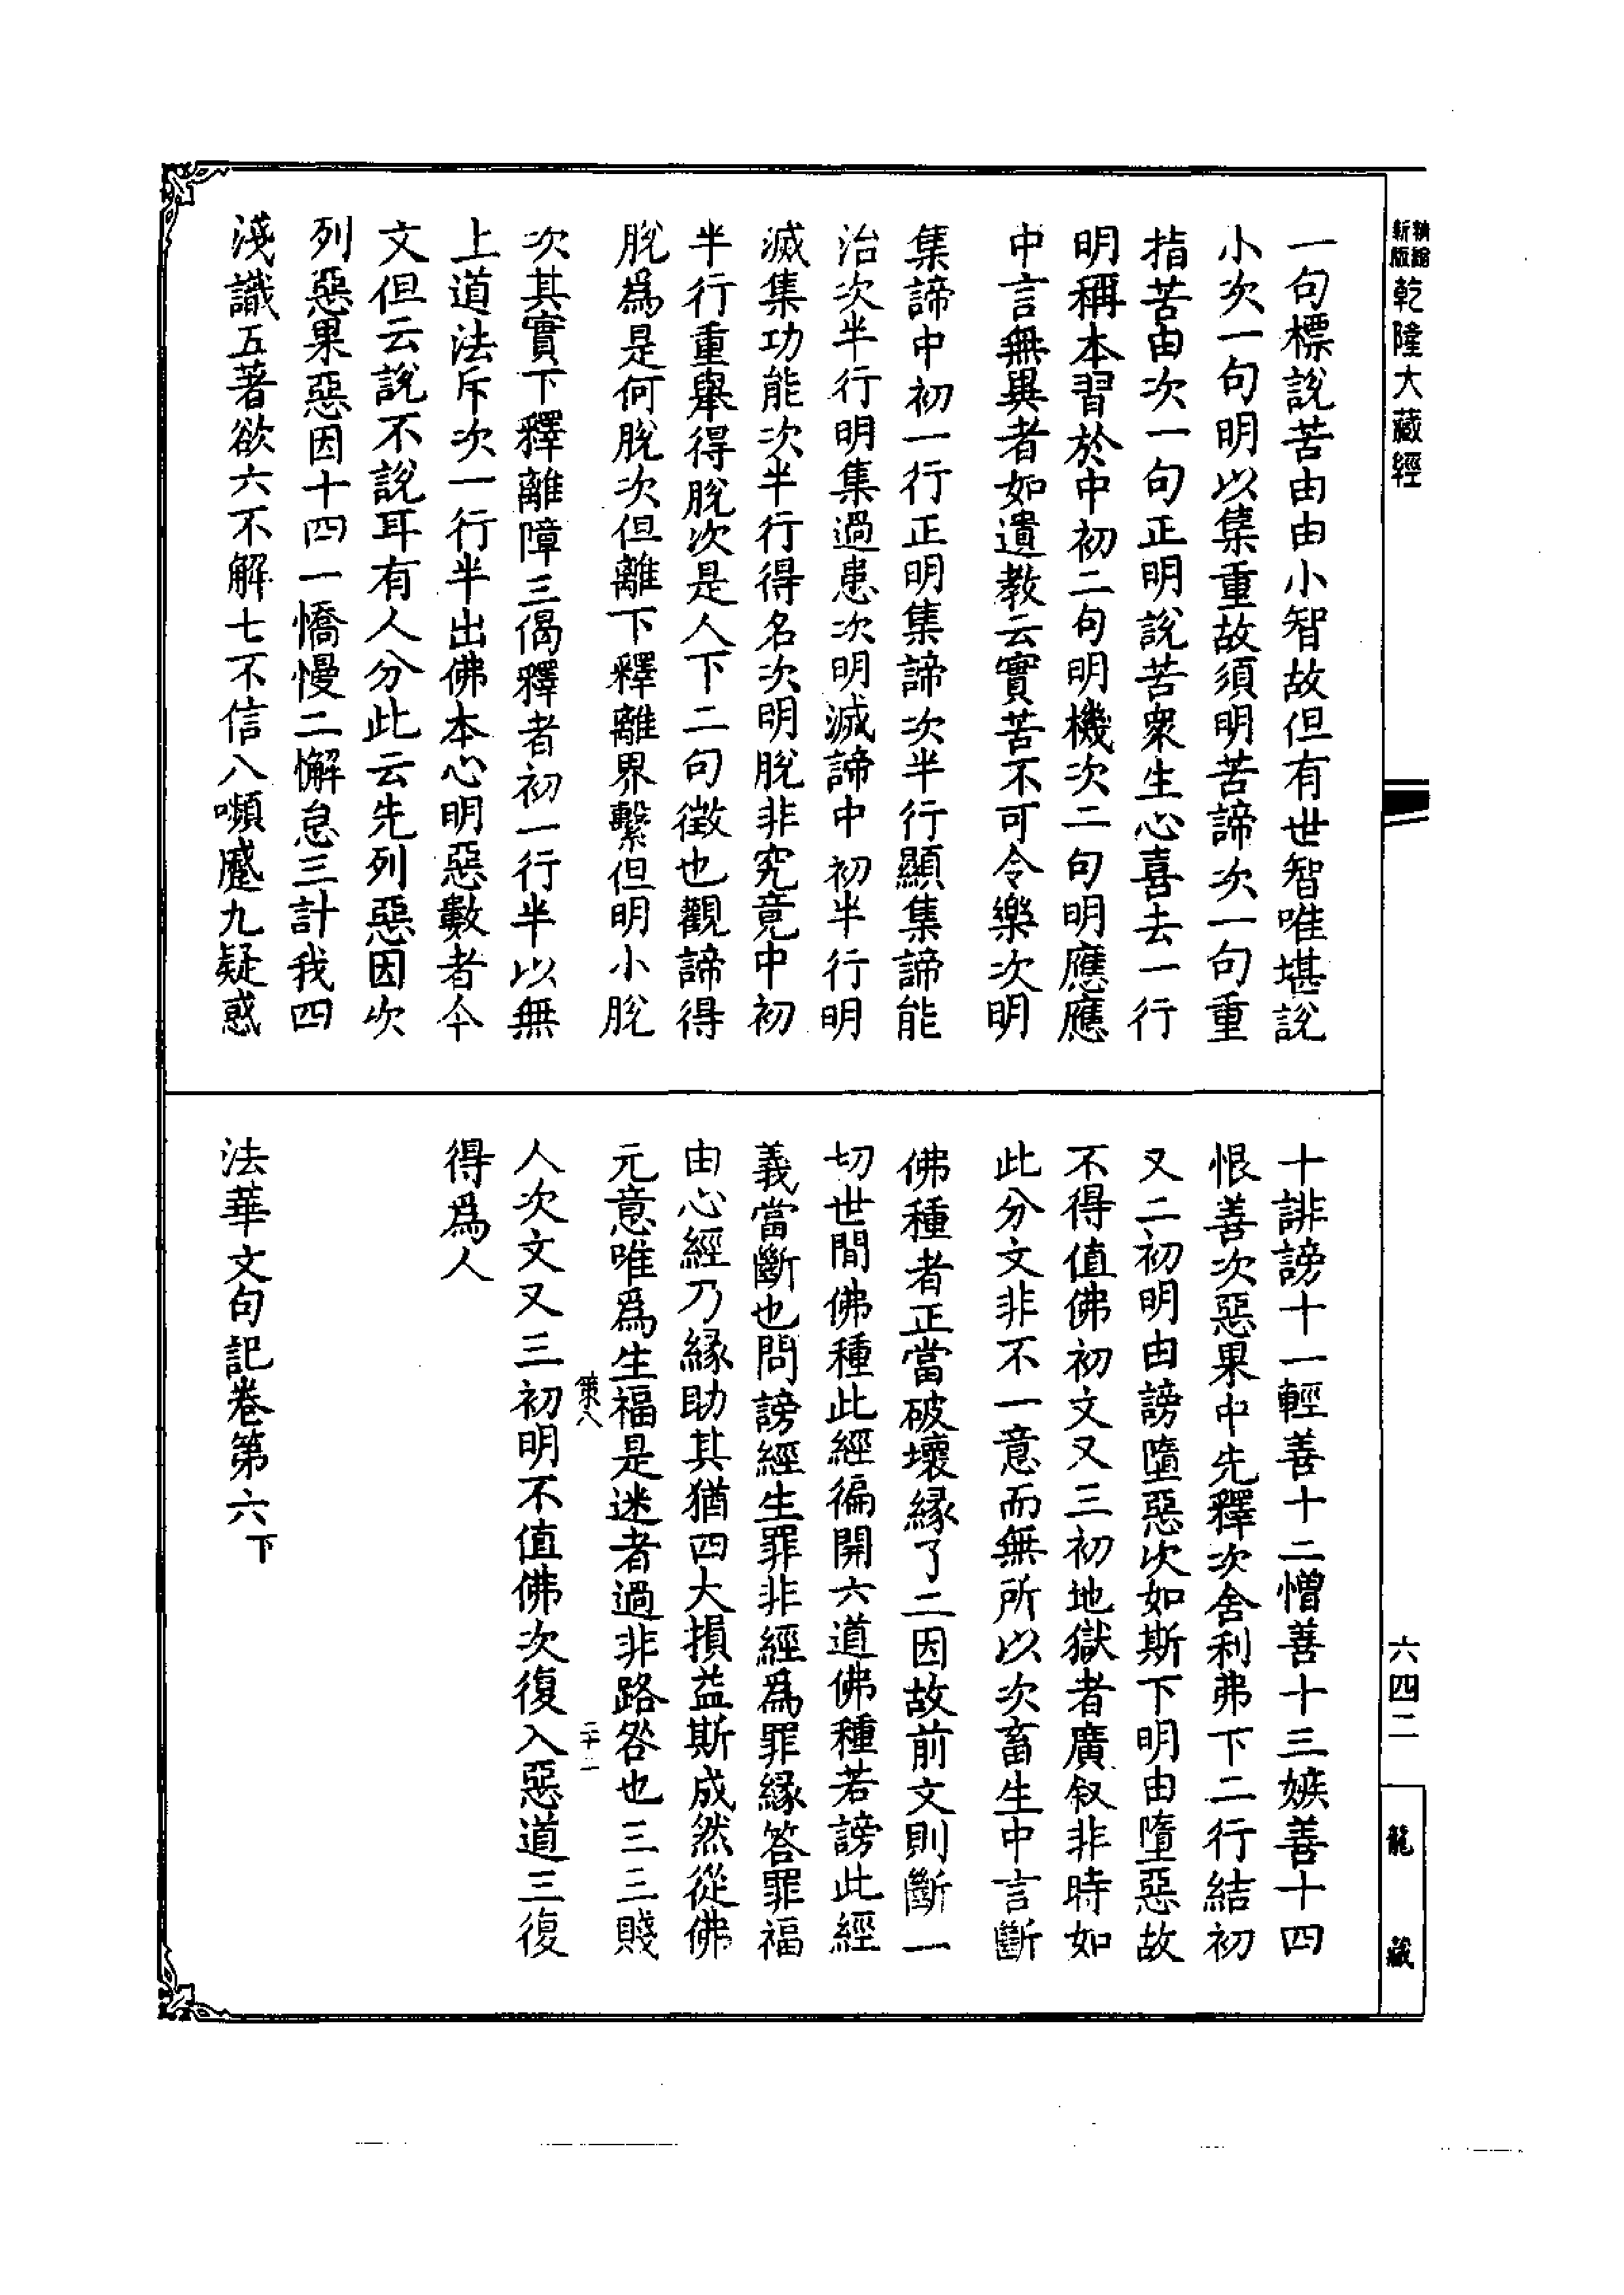 新版
精縮
乾隆大藏經
一句標說苦由由小智故但有世智唯堪說
小次一句明以集重故須明苦諦次一句重
指苦由次一句正明說苦衆生心喜去一行
明稱本習於中初二句明機次二句明應應
中言無異者如遺教云實苦不可令樂次明
集諦中初一行正明集諦次半行顯集諦能
治次半行明集過患次明滅諦中初半行明
滅集功能次半行得名次明脫非究竟中初
半行重舉得脫次是人下二句徵也觀諦得
脫爲是何脫次但離下釋離界繫但明小脫
次其實下釋離障三偈釋者初一行半以無
上道法斥次一行半出佛本心明惡數者今
文但云說不說耳有人分此云先列惡因次
列惡果惡因十四一憍慢二懈怠三計我四
淺識五著欲六不解七不信八嚬蹙九疑惑
十誹謗十一輕善十二憎善十三嫉善十四
恨善次惡果中先釋次舍利弗下二行結初
又二初明由謗墮惡次如斯下明由墮惡故
不得值佛初文又三初地獄者廣叙非時如
此分文非不一意而無所以次畜生中言斷
佛種者正當破壞緣了二因故前文則斷一
切世間佛種此經徧開六道佛種若謗此經
義當斷也問謗經生罪非經爲罪緣答罪福
由心經乃緣助其猶四大損益斯成然從佛
元意唯爲生福是迷者過非路咎也三三賤
策八
二十一
人次文又三初明不值佛次復入惡道三復
得爲人
法華文句記卷第六下
六四二
龍藏